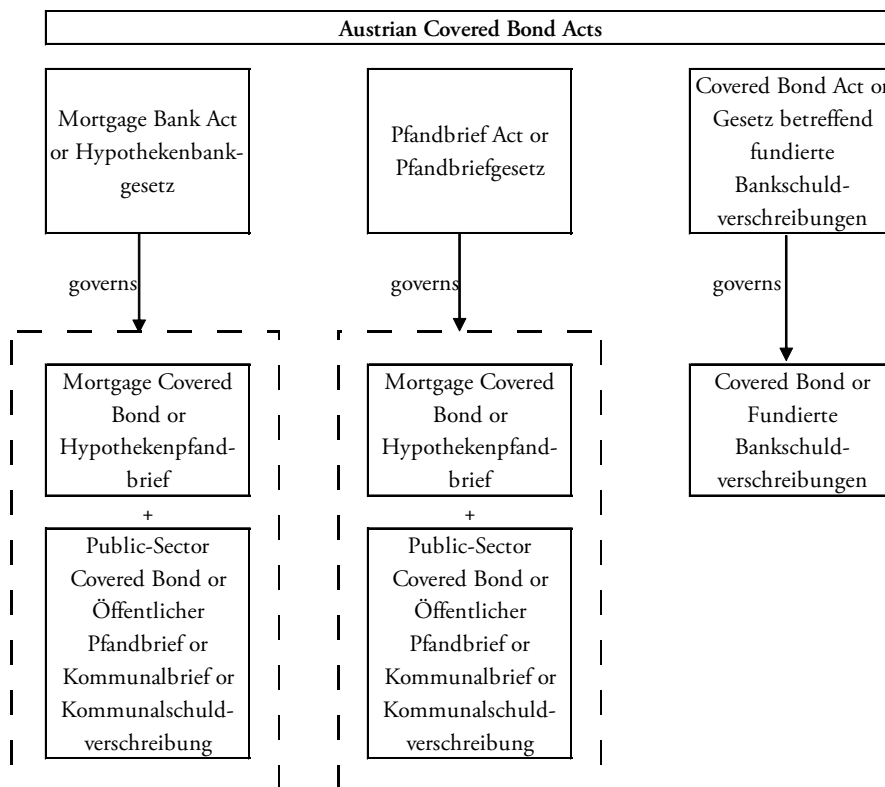 Austrian Covered Bond Acts
Mortgage Bank Act
or Hypothekenbank-
gesetz
Pfandbrief Act or
Pfandbriefgesetz
Covered Bond Act or
Gesetz betreffend
fundierte
Bankschuld-
verschreibungen
governs
governs
governs
Mortgage Covered
Bond or
Hypothekenpfand-
brief
+
Public-Sector
Covered Bond or
Öffentlicher
Pfandbrief or
Kommunalbrief or
Kommunalschuld-
verschreibung
Mortgage Covered
Bond or
Hypothekenpfand-
brief
+
Public-Sector
Covered Bond or
Öffentlicher
Pfandbrief or
Kommunalbrief or
Kommunalschuld-
verschreibung
Covered Bond or
Fundierte
Bankschuld-
verschreibungen